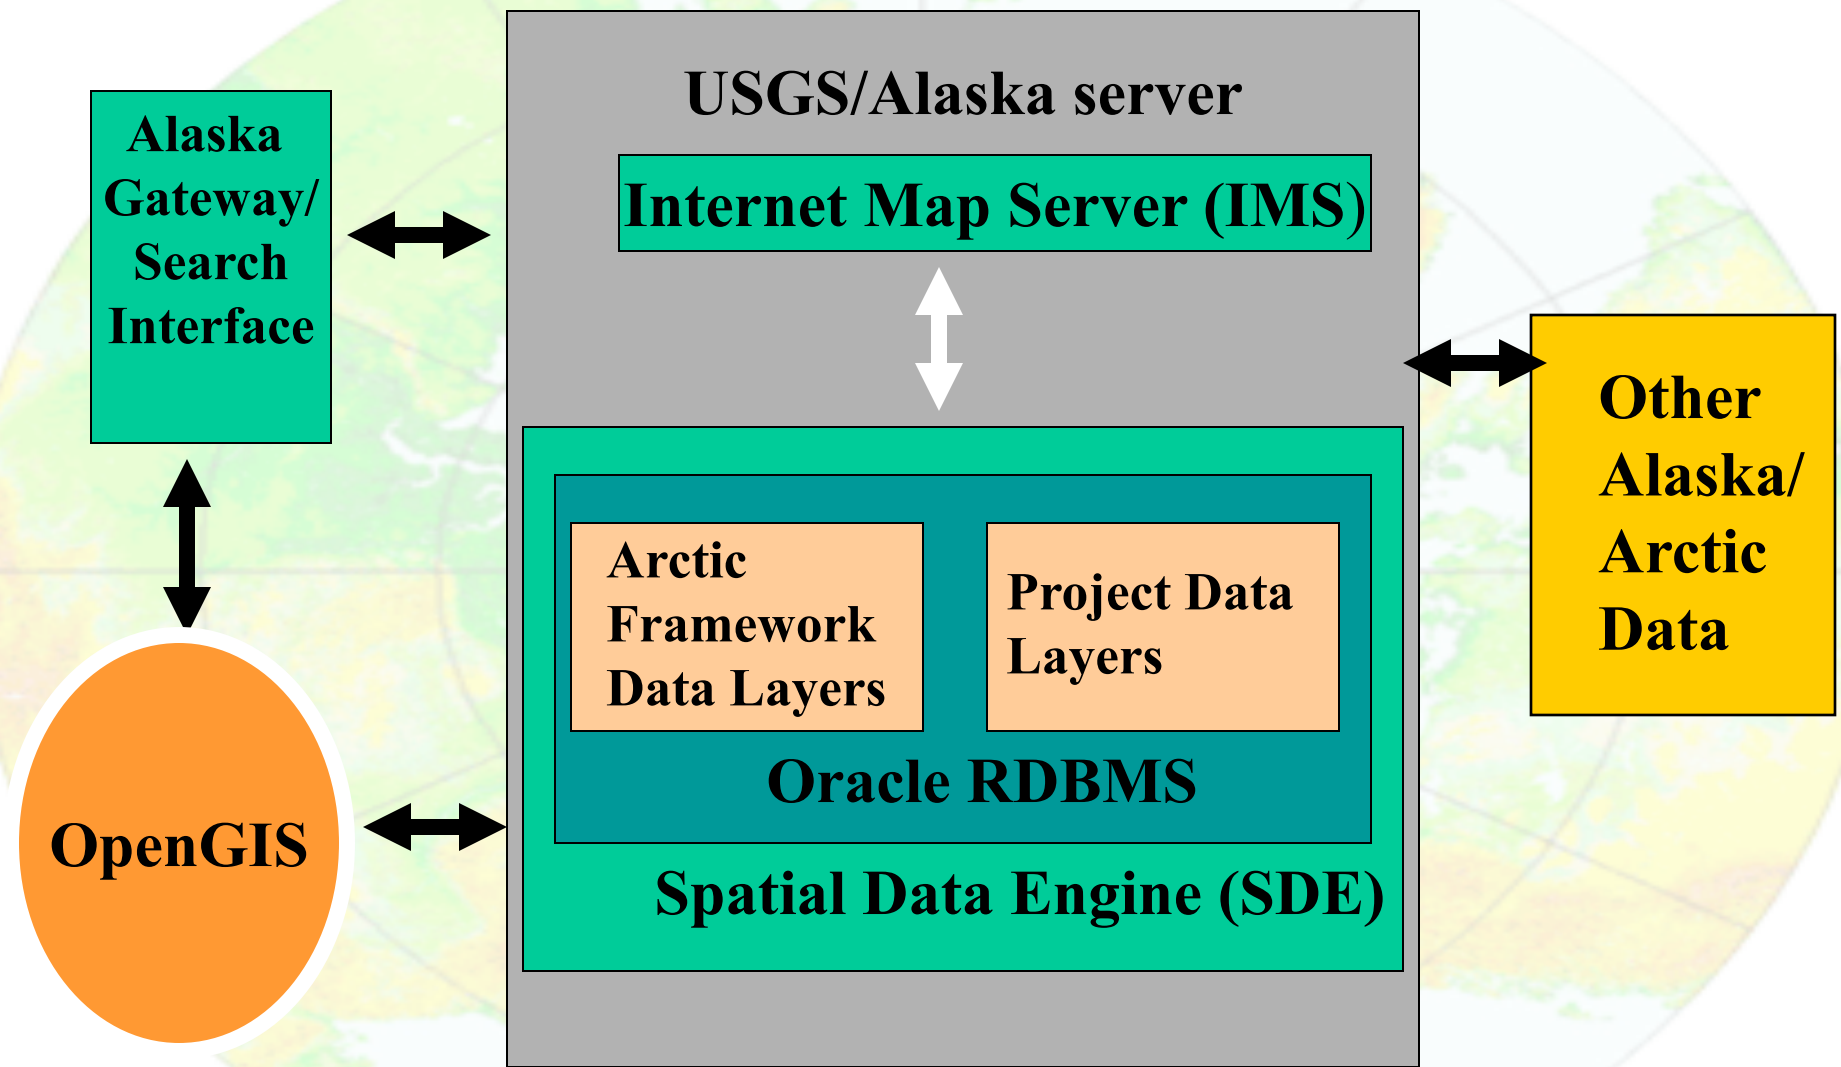 USGS/Alaska server
Alaska
Gateway/
Search
Interface
Internet Map Server (IMS)
Other
Alaska/
Arctic
Data
Arctic
Framework
Data Layers
Project Data
Layers
Oracle RDBMS
OpenGIS
Spatial Data Engine (SDE)